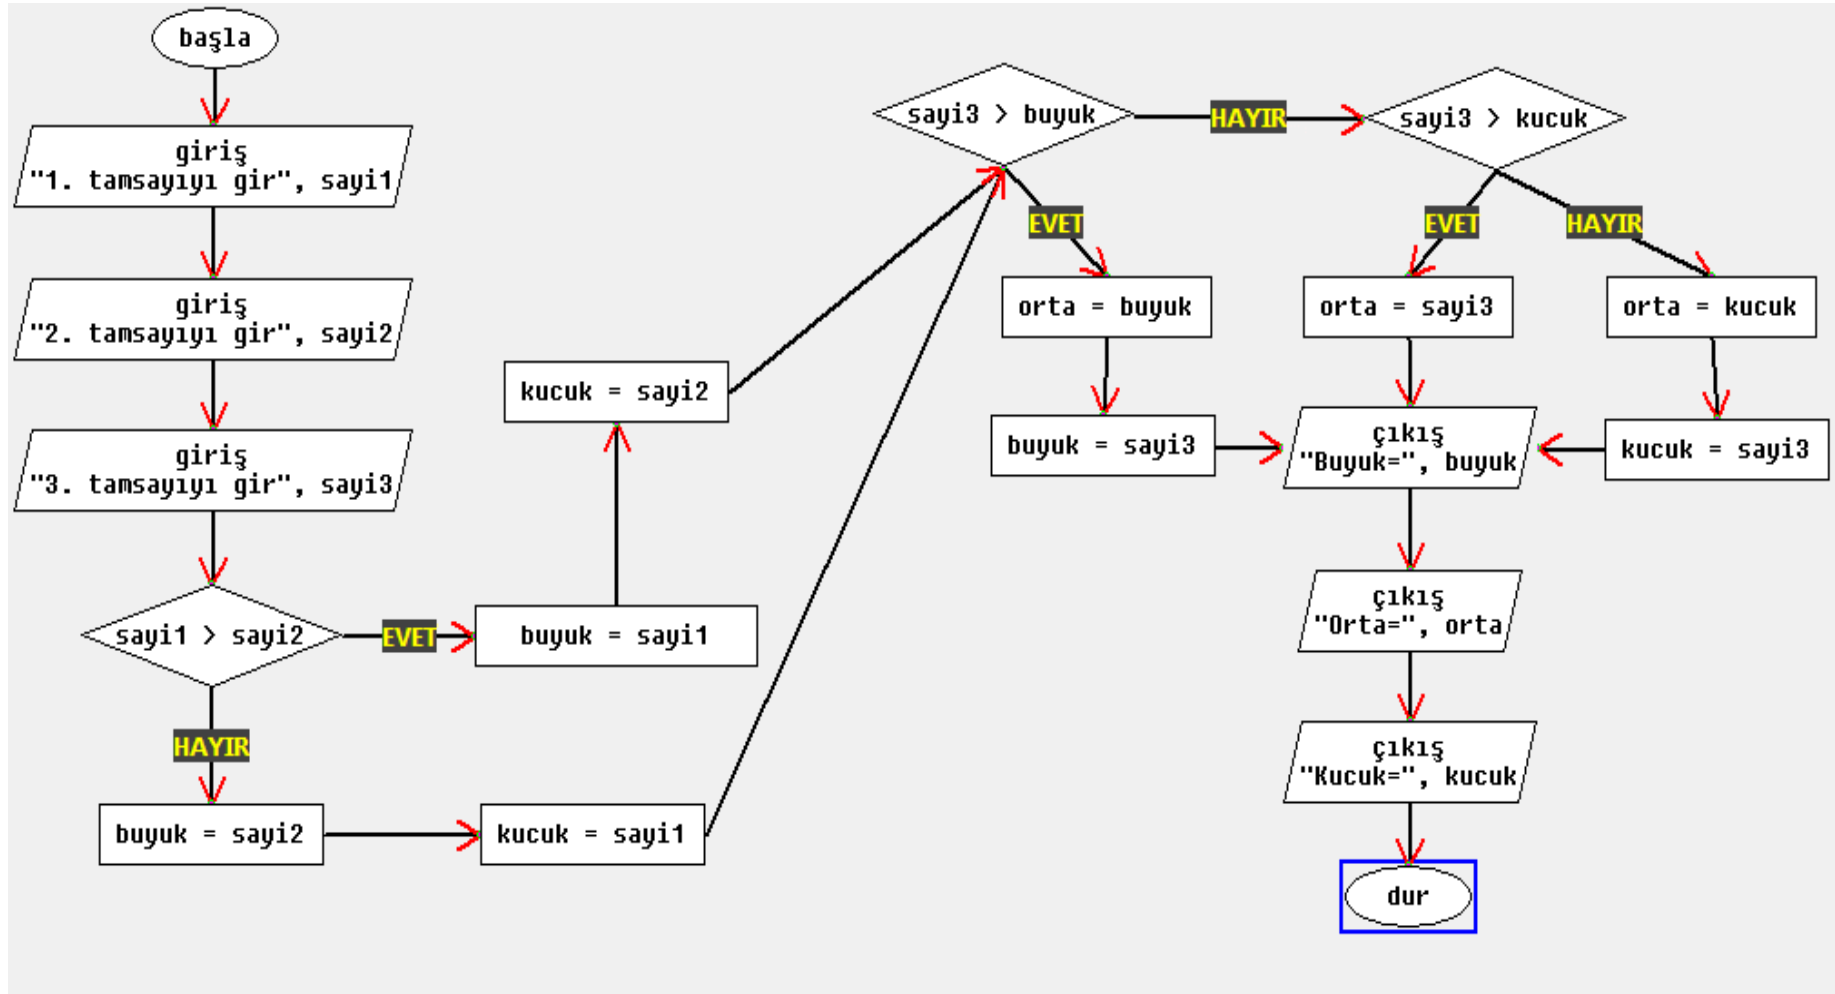 başla
giriş
"1. tamsayıyı gir", sayi1
giriş
"2. tamsayıyı gir", sayi2
giriş
"3. tamsayıyı gir", sayi3
sayi1 > sayi2
EVET
buyuk = sayi1
kucuk = sayi2
HAYIR
buyuk = sayi2
kucuk = sayi1
sayi3 > buyuk
HAYIR
sayi3 > kucuk
EVET
EVET
HAYIR
orta = buyuk
orta = sayi3
orta = kucuk
buyuk = sayi3
çıkış
"Buyuk=", buyuk
kucuk = sayi3
çıkış
"Orta=", orta
çıkış
"Kucuk=", kucuk
dur